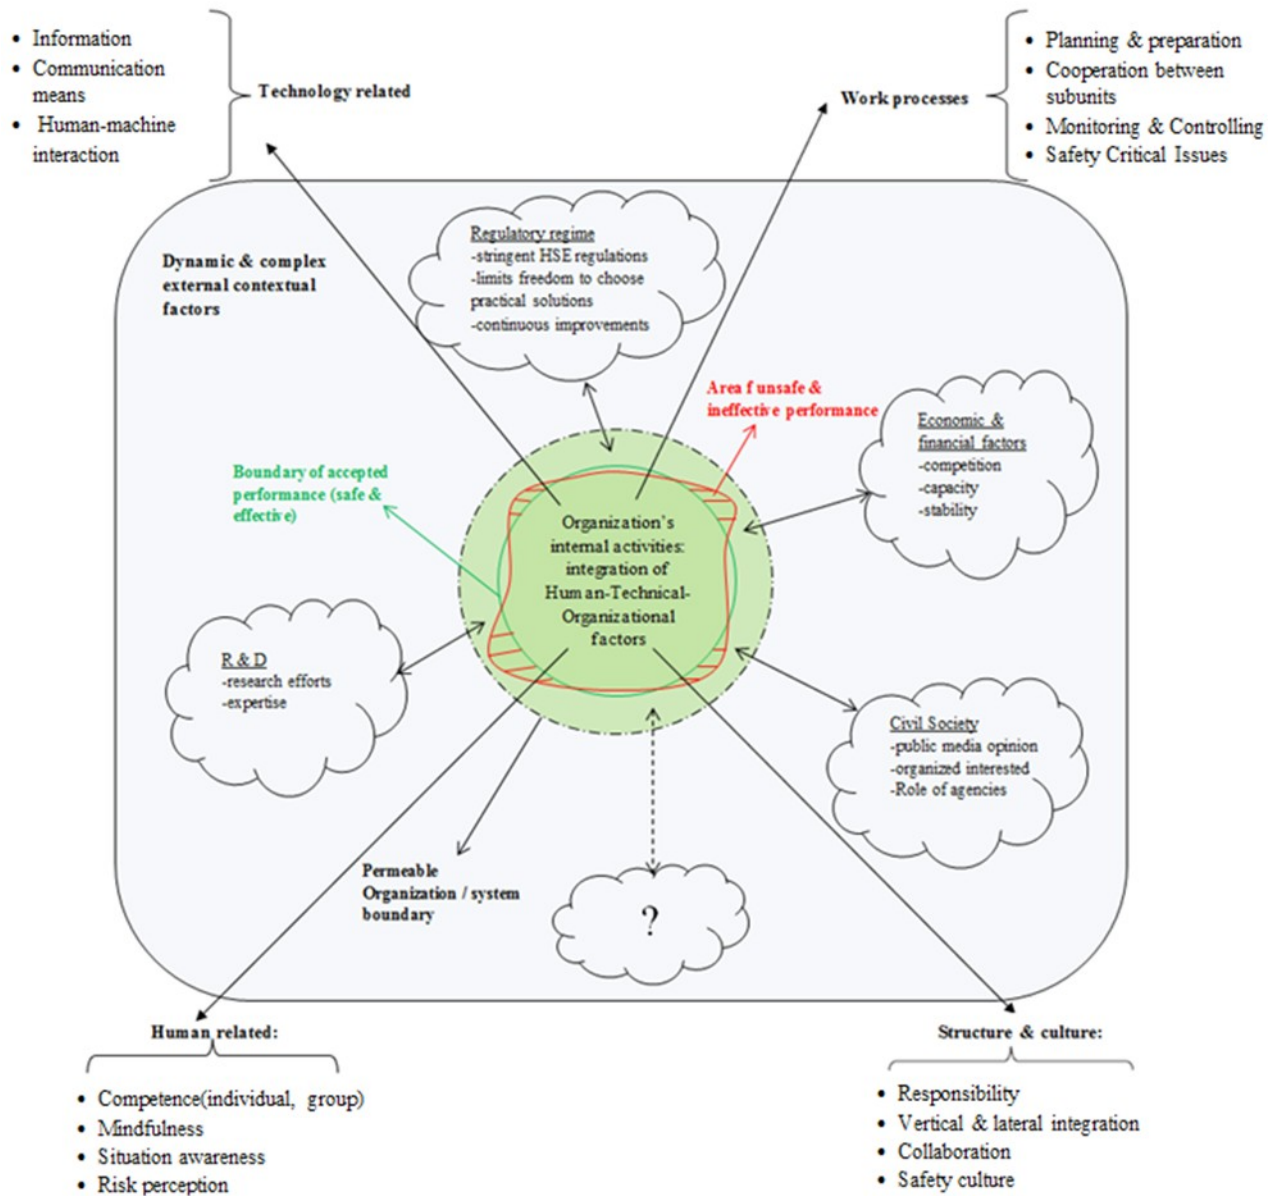 • Information
• Communication
means
• Human-machine
interaction
Technology related
Work processes
• Planning & preparation
• Cooperation between
subunits
• Monitoring & Controlling
• Safety Critical Issues
Dynamic & complex
external contextual
factors
Regulatory regime
-stringent HSE regulations
-limits freedom to choose
practical solutions
-continuous improvements
Area f unsafe &
ineffective performance
Economic &
financial factors
-competition
-capacity
-stability
Boundary of accepted
performance (safe &
effective)
Organization's
internal activities:
integration of
Human-Technical-
Organizational
factors
R & D
-research efforts
-expertise
Civil Society
-public media opinion
-organized interested
-Role of agencies
Permeable
Organization / system
boundary
?
Human related:
• Competence(individual, group)
• Mindfulness
• Situation awareness
• Risk perception
Structure & culture:
• Responsibility
• Vertical & lateral integration
• Collaboration
• Safety culture